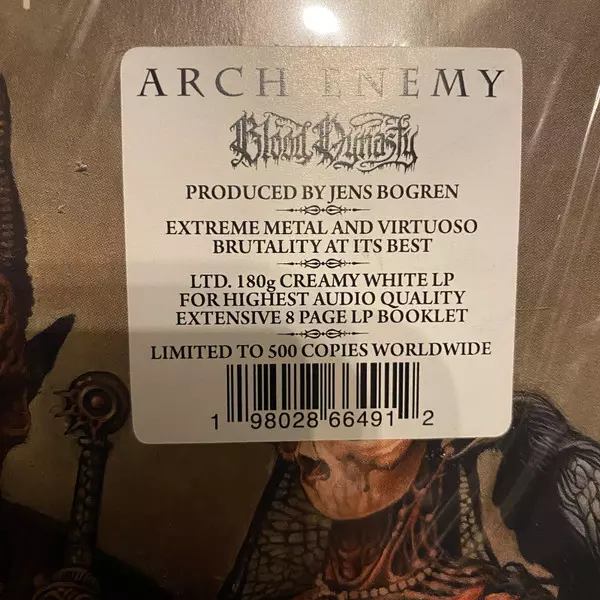 ARCH ENEMY
Blood Dynasty
PRODUCED BY JENS BOGREN
EXTREME METAL AND VIRTUOSO
BRUTALITY AT ITS BEST
LTD. 180g CREAMY WHITE LP
FOR HIGHEST AUDIO QUALITY
EXTENSIVE 8 PAGE LP BOOKLET
LIMITED TO 500 COPIES WORLDWIDE
1 98028 66491 2